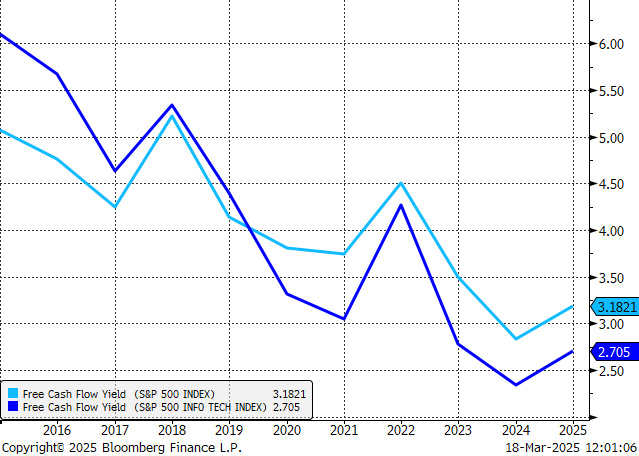 6.00
5.50
5.00
4.50
4.00
3.50
3.1821
3.00
2.705
2.50
Free Cash Flow Yield (S&P 500 INDEX) 3.1821
Free Cash Flow Yield (S&P 500 INFO TECH INDEX) 2.705
2016 2017 2018 2019 2020 2021 2022 2023 2024 2025
Copyright© 2025 Bloomberg Finance L.P. 18-Mar-2025 12:01:06